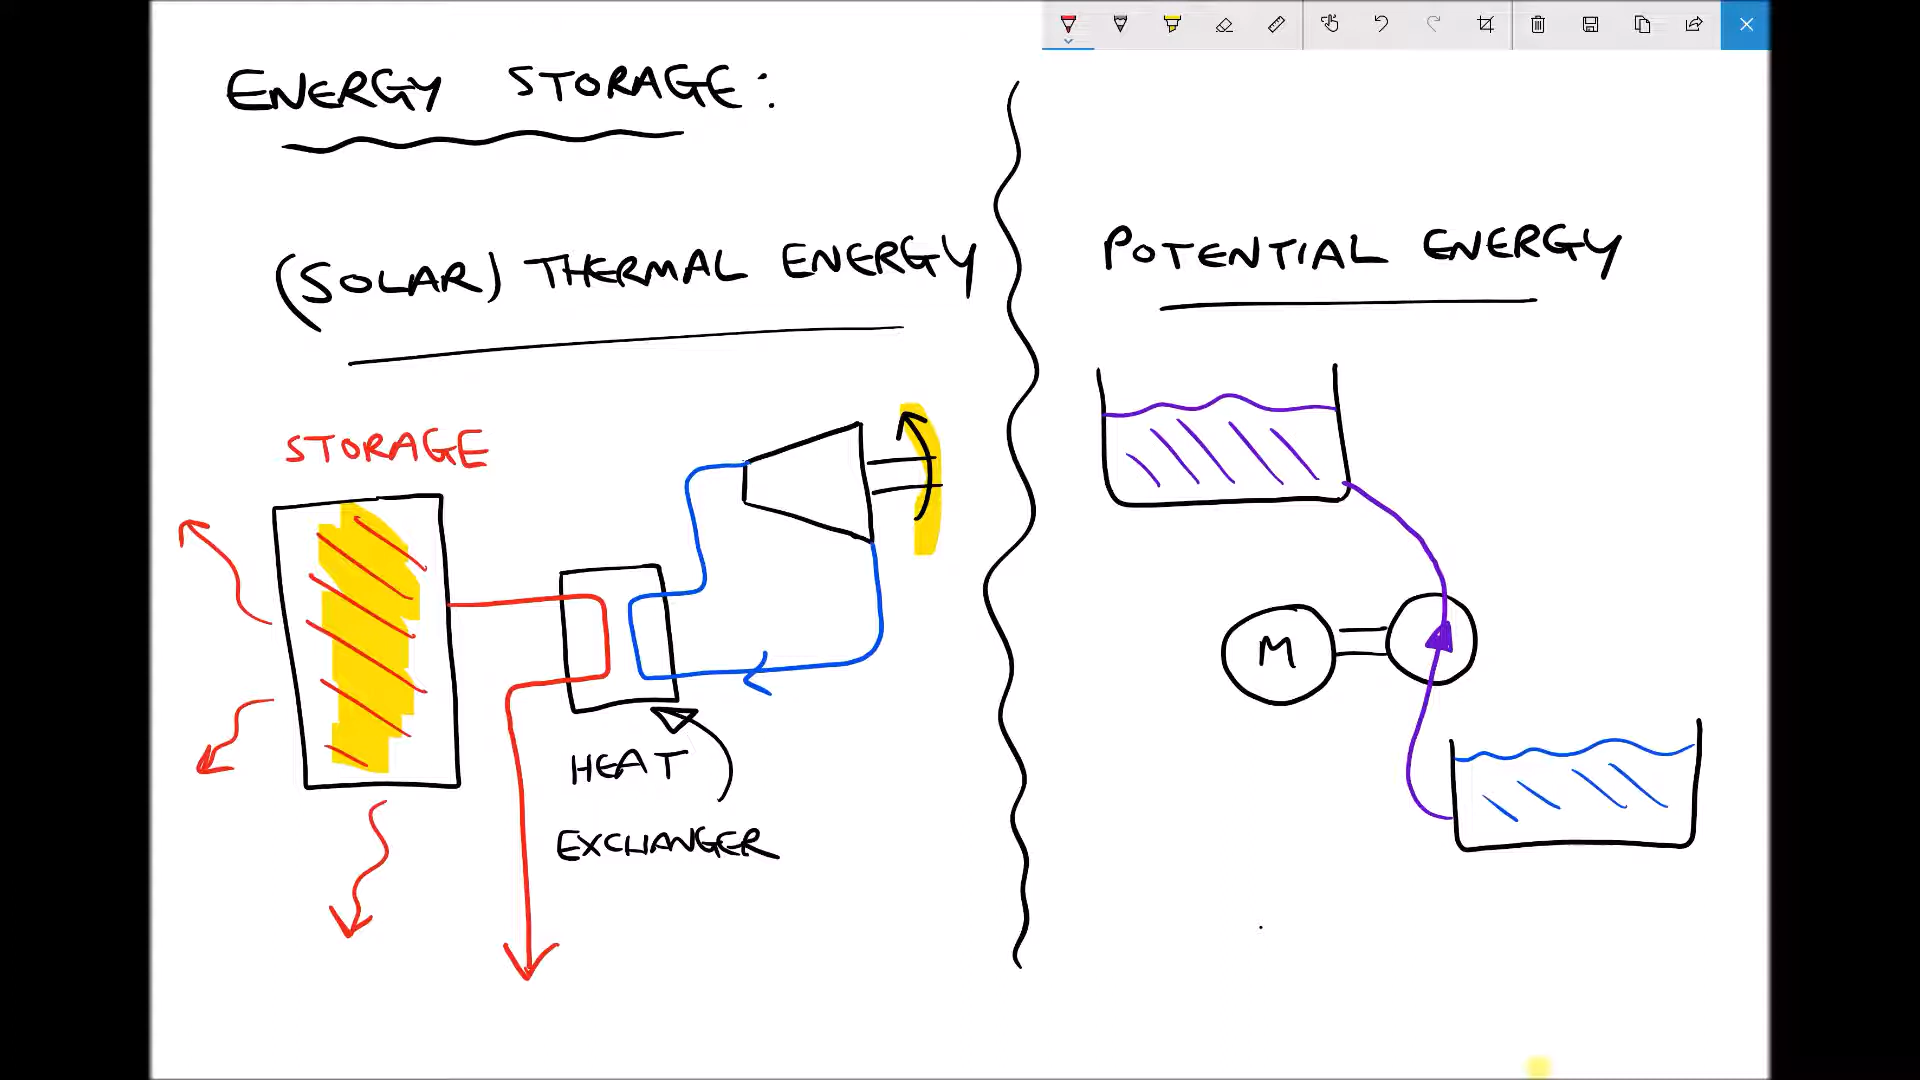 ENERGY STORAGE:
(SOLAR) THERMAL ENERGY
STORAGE
HEAT
EXCHANGER
POTENTIAL ENERGY
M